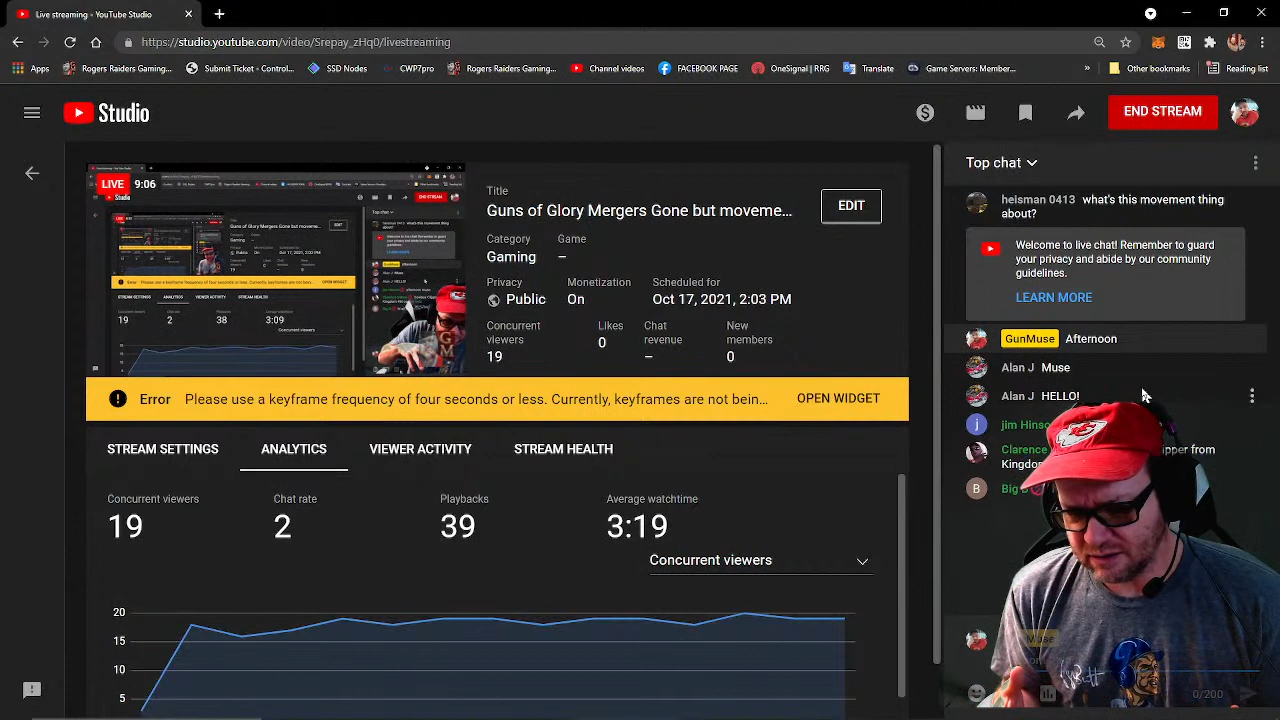 Live streaming - YouTube Studio
https://studio.youtube.com/video/Srepay_zHq0/livestreaming
Apps
Rogers Raiders Gaming...
Submit Ticket - Control...
SSD Nodes
CWP7pro
Rogers Raiders Gaming...
Channel videos
FACEBOOK PAGE
OneSignal | RRG
Translate
Game Servers: Member...
»
Other bookmarks
Reading list
Studio
END STREAM
LIVE 9:06
Title
Guns of Glory Mergers Gone but moveme...
EDIT
Category
Gaming
Game
–
Privacy
Public
Monetization
On
Scheduled for
Oct 17, 2021, 2:03 PM
Concurrent viewers
19
Likes
0
Chat revenue
–
New members
0
Error Please use a keyframe frequency of four seconds or less. Currently, keyframes are not bein... OPEN WIDGET
STREAM SETTINGS
ANALYTICS
VIEWER ACTIVITY
STREAM HEALTH
Concurrent viewers
19
Chat rate
2
Playbacks
39
Average watchtime
3:19
Concurrent viewers
20
15
10
5
Top chat
heisman 0413 what's this movement thing
about?
Welcome to live chat! Remember to guard
your privacy and abide by our community
guidelines.
LEARN MORE
GunMuse Afternoon
Alan J Muse
Alan J HELLO!
jim Hinso
Clarence
from
Kingdo
Big
0/200